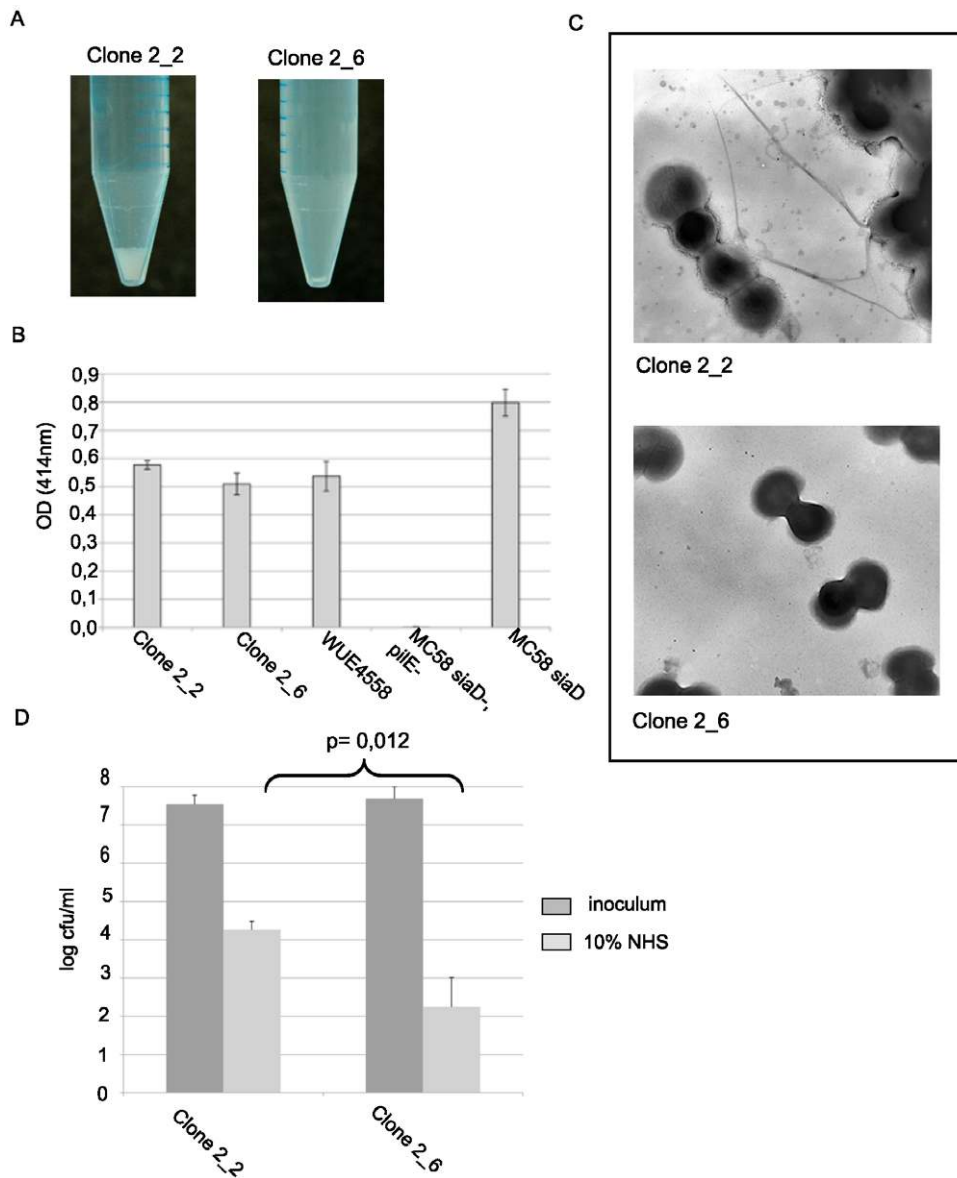 A
Clone 2_2
Clone 2_6
B
OD (414nm)
0,9
0,8
0,7
0,6
0,5
0,4
0,3
0,2
0,1
0,0
Clone 2_2
Clone 2_6
WUE4558
pilE-
MC58 siaD-,
MC58 siaD
C
Clone 2_2
Clone 2_6
D
p= 0,012
log cfu/ml
8
7
6
5
4
3
2
1
0
Clone 2_2
Clone 2_6
inoculum
10% NHS